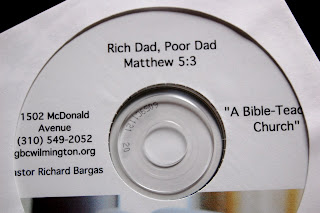 Rich Dad, Poor Dad
Matthew 5:3
1502 McDonald
Avenue
(310) 549-2052
gbcwilmington.org
astor Richard Bargas
"A Bible-Teac
Church"